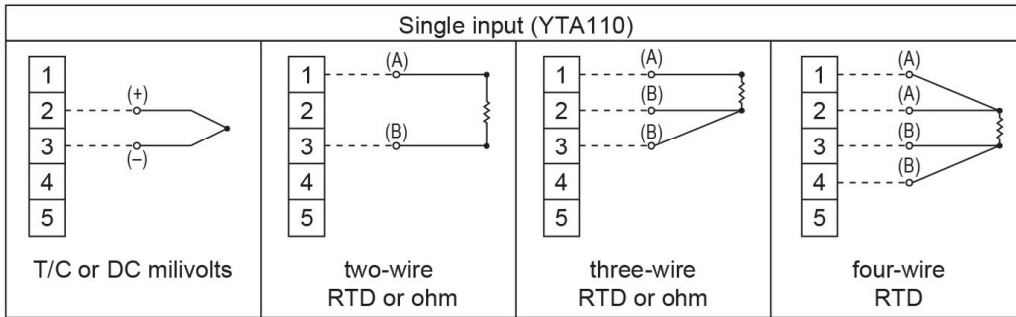 Single input (YTA110)
1
2
3
4
5
(+)
(–)
T/C or DC milivolts
1
2
3
4
5
(A)
(B)
two-wire
RTD or ohm
1
2
3
4
5
(A)
(B)
(B)
three-wire
RTD or ohm
1
2
3
4
5
(A)
(A)
(B)
(B)
four-wire
RTD